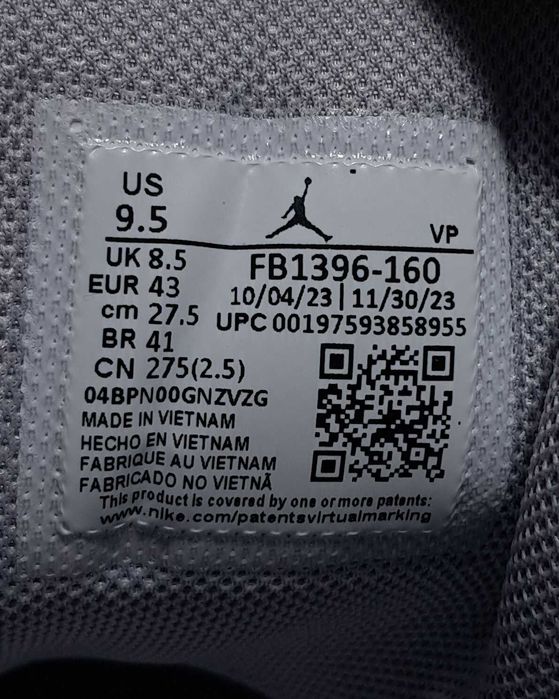 US
9.5
VP
UK 8.5
EUR 43
cm 27.5
BR 41
CN 275(2.5)
FB1396-160
10/04/23 | 11/30/23
UPC 00197593858955
04BPN00GNZVZG
MADE IN VIETNAM
HECHO EN VIETNAM
FABRIQUE AU VIETNAM
FABRICADO NO VIETNÃ
This product is covered by one or more patents:
www.nike.com/patentsvirtualmarking